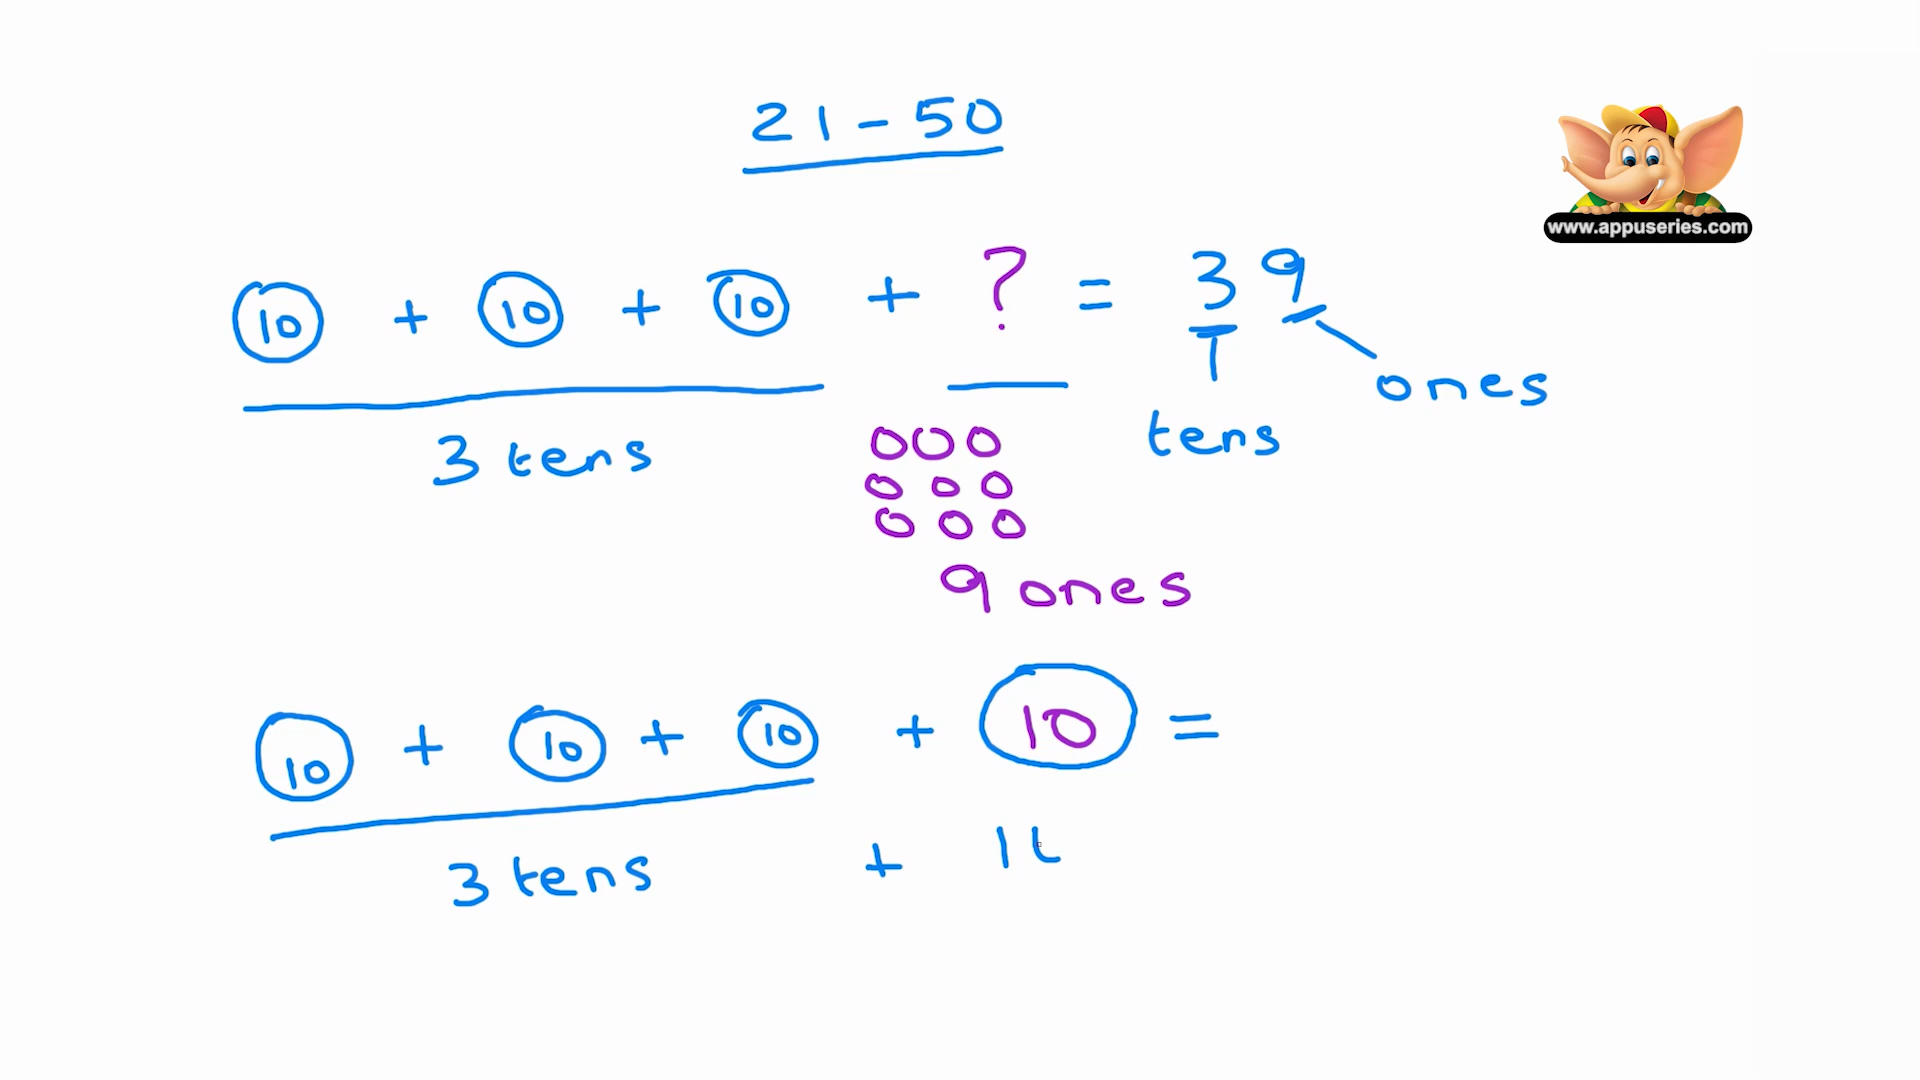 21-50
www.appuseries.com
10 + 10 + 10 + ? = 39
ones
3 tens tens
9 ones
10 + 10 + 10 + 10 =
3 tens + 1